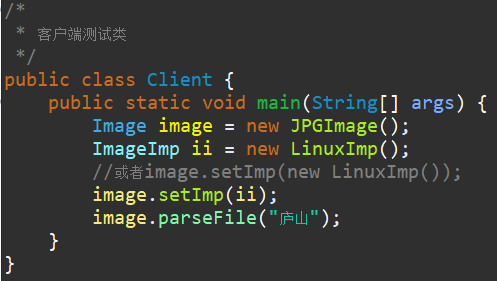 /*
 * 客户端测试类
 */
public class Client {
    public static void main(String[] args) {
        Image image = new JPGImage();
        ImageImp ii = new LinuxImp();
        //或者image.setImp(new LinuxImp());
        image.setImp(ii);
        image.parseFile("庐山");
    }
}